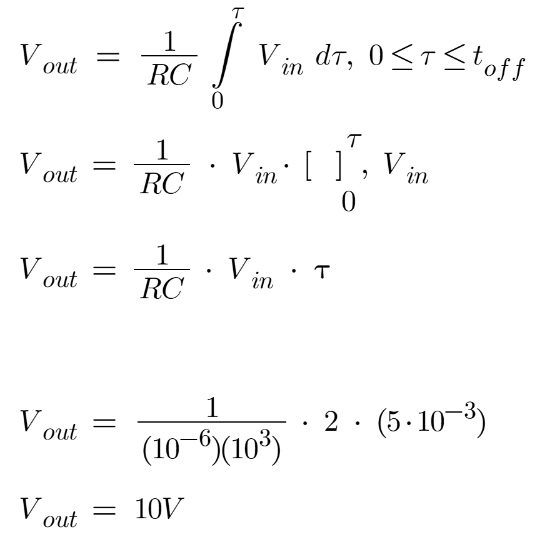 V_out = 1/RC ∫_0^τ V_in dτ, 0 ≤ τ ≤ t_off
V_out = 1/RC · V_in · [ ]_0^τ, V_in
V_out = 1/RC · V_in · τ
V_out = 1/((10^−6)(10^3)) · 2 · (5·10^−3)
V_out = 10V